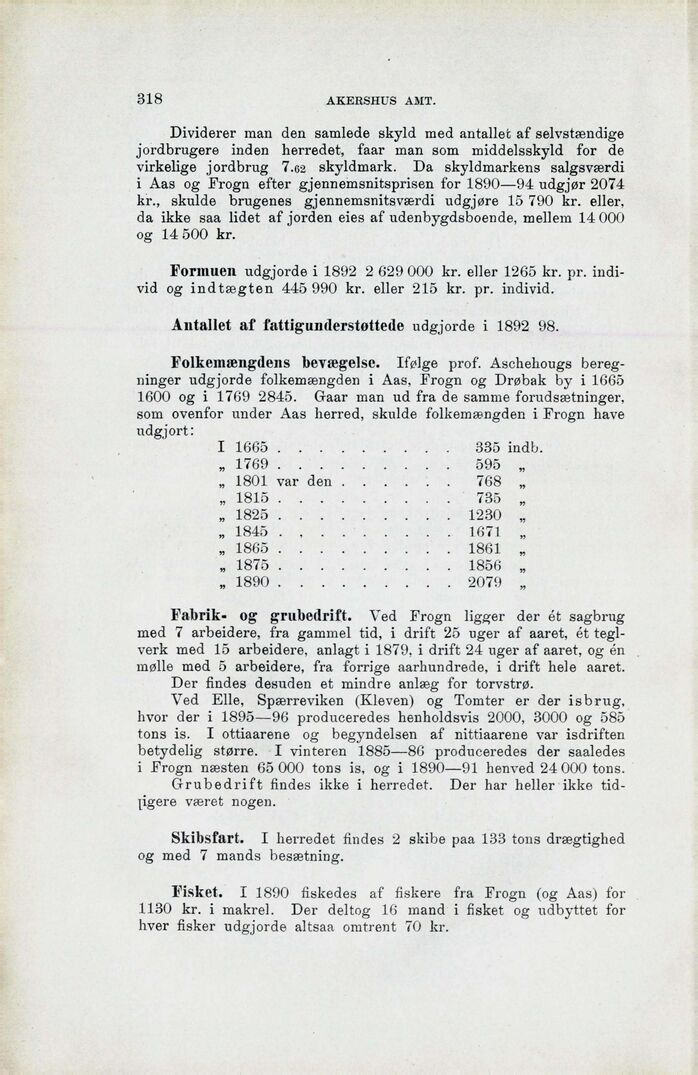 318
AKERSHUS AMT.
Dividerer man den samlede skyld med antallet af selvstændige
jordbrugere inden herredet, faar man som middelsskyld for de
virkelige jordbrug 7.62 skyldmark. Da skyldmarkens salgsværdi
i Aas og Frogn efter gjennemsnitsprisen for 1890—94 udgjør 2074
kr., skulde brugenes gjennemsnitsværdi udgjøre 15 790 kr. eller,
da ikke saa lidet af jorden eies af udenbygdsboende, mellem 14 000
og 14 500 kr.
Formuen udgjorde i 1892 2 629 000 kr. eller 1265 kr. pr. indi-
vid og indtægten 445 990 kr. eller 215 kr. pr. individ.
Antallet af fattigunderstøttede udgjorde i 1892 98.
Folkemængdens bevægelse. Ifølge prof. Aschehougs bereg-
ninger udgjorde folkemængden i Aas, Frogn og Drøbak by i 1665
1600 og i 1769 2845. Gaar man ud fra de samme forudsætninger,
som ovenfor under Aas herred, skulde folkemængden i Frogn have
udgjort:
I 1665 . . . . . . . . . 335 indb.
„ 1769 . . . . . . . . . 595 „
„ 1801 var den . . . . . . 768 „
„ 1815 . . . . . . . . . 735 „
„ 1825 . . . . . . . . . 1230 „
„ 1845 . . . . . . . . . 1671 „
„ 1865 . . . . . . . . . 1861 „
„ 1875 . . . . . . . . . 1856 „
„ 1890 . . . . . . . . . 2079 „
Fabrik- og grubedrift. Ved Frogn ligger der ét sagbrug
med 7 arbeidere, fra gammel tid, i drift 25 uger af aaret, ét tegl-
verk med 15 arbeidere, anlagt i 1879, i drift 24 uger af aaret, og én
mølle med 5 arbeidere, fra forrige aarhundrede, i drift hele aaret.
Der findes desuden et mindre anlæg for torvstrø.
Ved Elle, Spærreviken (Kleven) og Tomter er der isbrug,
hvor der i 1895—96 produceredes henholdsvis 2000, 3000 og 585
tons is. I ottiaarene og begyndelsen af nittiaarene var isdriften
betydelig større. I vinteren 1885—86 produceredes der saaledes
i Frogn næsten 65 000 tons is, og i 1890—91 henved 24 000 tons.
Grubedrift findes ikke i herredet. Der har heller ikke tid-
ligere været nogen.
Skibsfart. I herredet findes 2 skibe paa 133 tons drægtighed
og med 7 mands besætning.
Fisket. I 1890 fiskedes af fiskere fra Frogn (og Aas) for
1130 kr. i makrel. Der deltog 16 mand i fisket og udbyttet for
hver fisker udgjorde altsaa omtrent 70 kr.